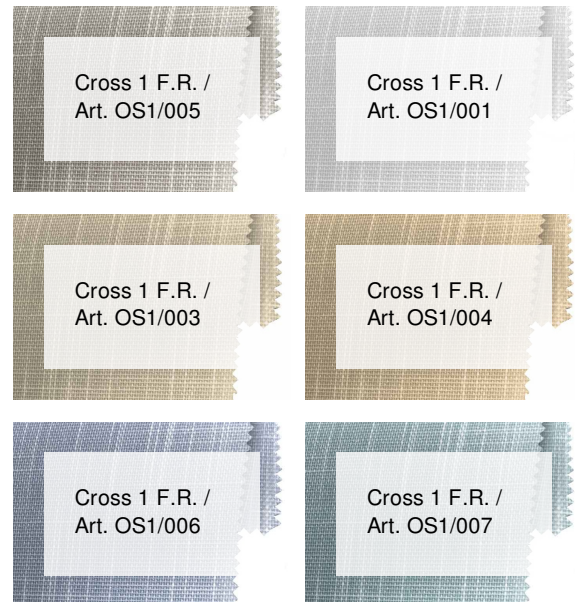 Cross 1 F.R. /
Art. OS1/005
Cross 1 F.R. /
Art. OS1/001
Cross 1 F.R. /
Art. OS1/003
Cross 1 F.R. /
Art. OS1/004
Cross 1 F.R. /
Art. OS1/006
Cross 1 F.R. /
Art. OS1/007